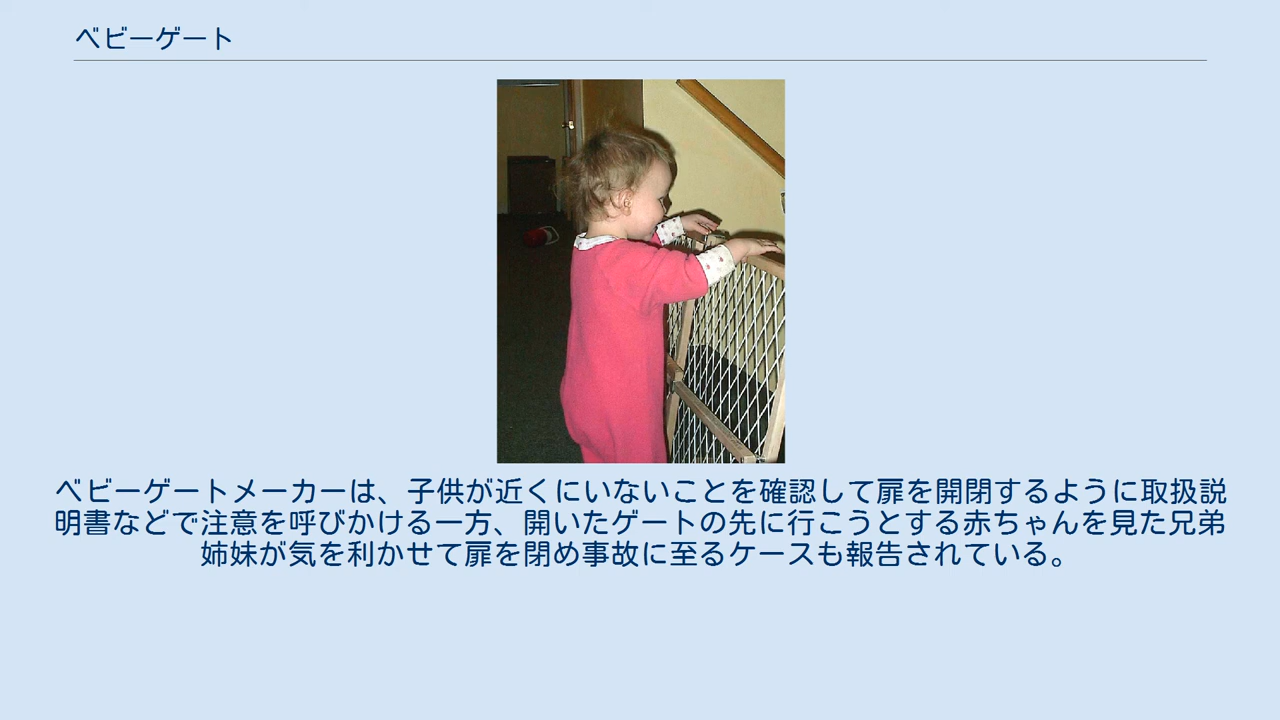 ベビーゲート
ベビーゲートメーカーは、子供が近くにいないことを確認して扉を開閉するように取扱説
明書などで注意を呼びかける一方、開いたゲートの先に行こうとする赤ちゃんを見た兄弟
姉妹が気を利かせて扉を閉め事故に至るケースも報告されている。